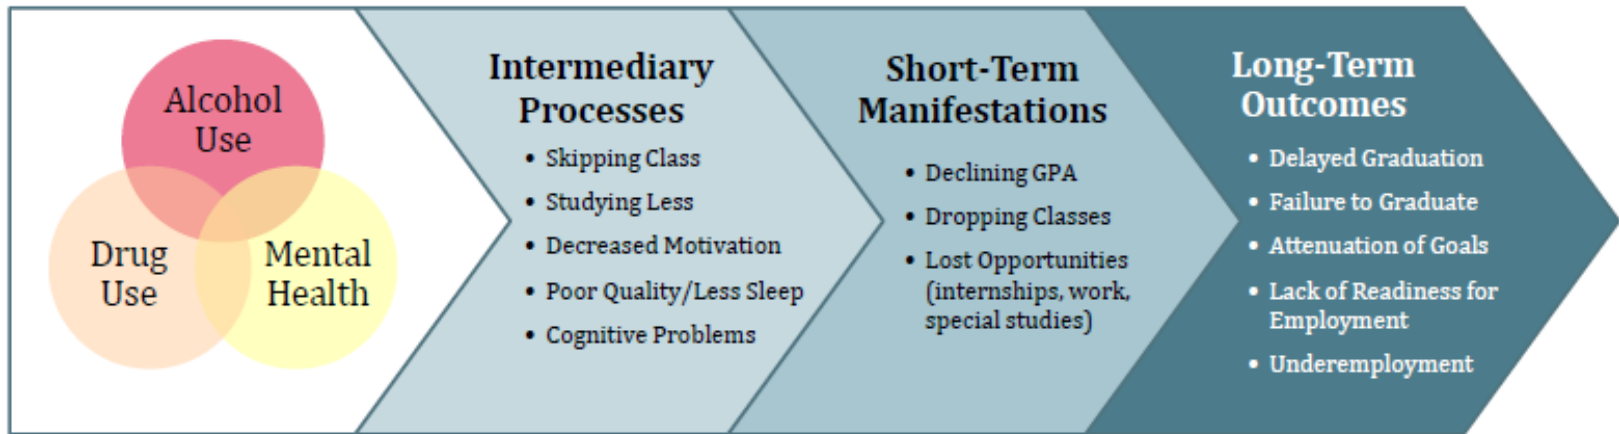 Alcohol
Use
Drug
Use
Mental
Health
Intermediary
Processes
• Skipping Class
• Studying Less
• Decreased Motivation
• Poor Quality/Less Sleep
• Cognitive Problems
Short-Term
Manifestations
• Declining GPA
• Dropping Classes
• Lost Opportunities
(internships, work,
special studies)
Long-Term
Outcomes
• Delayed Graduation
• Failure to Graduate
• Attenuation of Goals
• Lack of Readiness for
Employment
• Underemployment